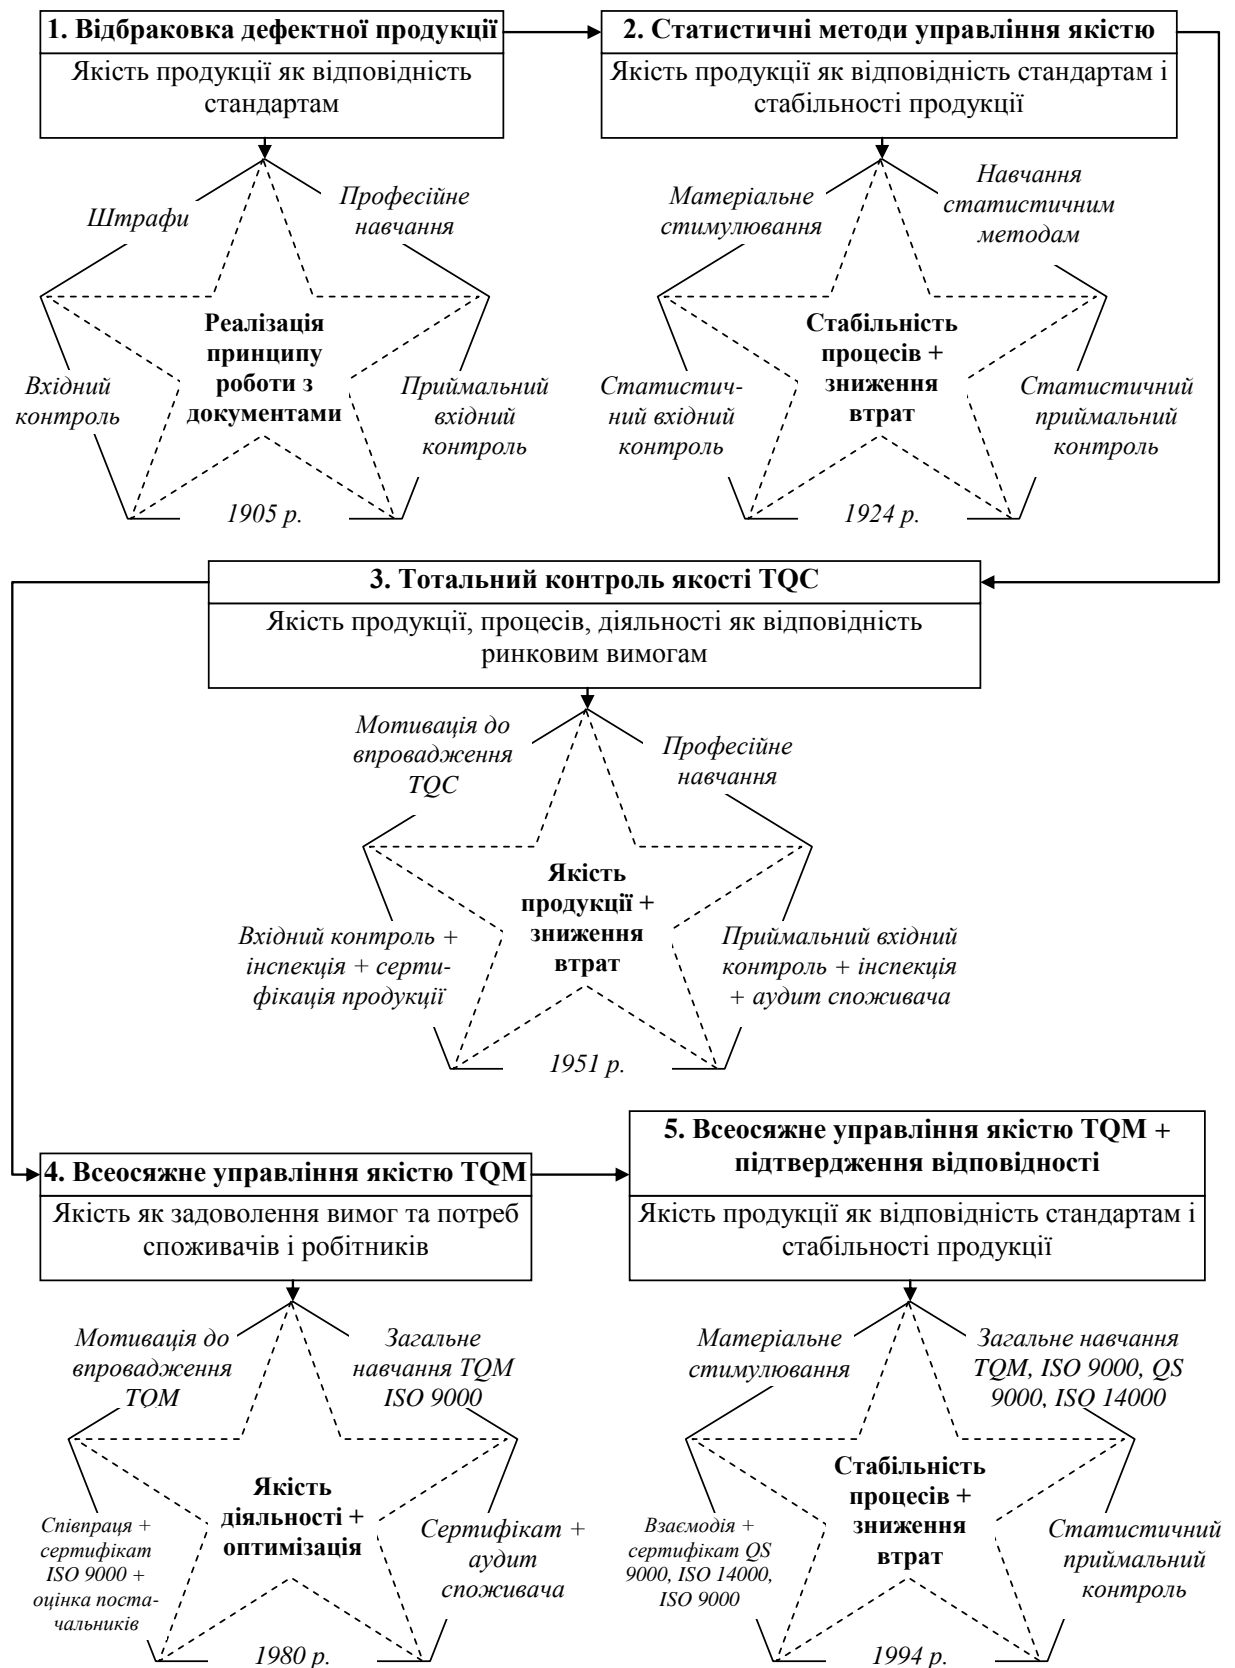 1. Відбраковка дефектної продукції
Якість продукції як відповідність
стандартам
Штрафи
Професійне
навчання
Реалізація
принципу
роботи з
документами
Вхідний
контроль
Приймальний
вхідний
контроль
1905 р.
2. Статистичні методи управління якістю
Якість продукції як відповідність стандартам і
стабільності продукції
Матеріальне
стимулювання
Навчання
статистичним
методам
Стабільність
процесів +
зниження
втрат
Статистич-
ний вхідний
контроль
Статистичний
приймальний
контроль
1924 р.
3. Тотальний контроль якості TQC
Якість продукції, процесів, діяльності як відповідність
ринковим вимогам
Мотивація до
впровадження
TQC
Професійне
навчання
Якість
продукції +
зниження
втрат
Вхідний контроль +
інспекція + серти-
фікація продукції
Приймальний вхідний
контроль + інспекція
+ аудит споживача
1951 р.
4. Всеосяжне управління якістю TQM
Якість як задоволення вимог та потреб
споживачів і робітників
Мотивація до
впровадження
TQM
Загальне
навчання TQM
ISO 9000
Якість
діяльності +
оптимізація
Співпраця +
сертифікат
ISO 9000 +
оцінка поста-
чальників
Сертифікат +
аудит
споживача
1980 р.
5. Всеосяжне управління якістю TQM +
підтвердження відповідності
Якість продукції як відповідність стандартам і
стабільності продукції
Матеріальне
стимулювання
Загальне навчання
TQM, ISO 9000, QS
9000, ISO 14000
Стабільність
процесів +
зниження
втрат
Взаємодія +
сертифікат QS
9000, ISO 14000,
ISO 9000
Статистичний
приймальний
контроль
1994 р.